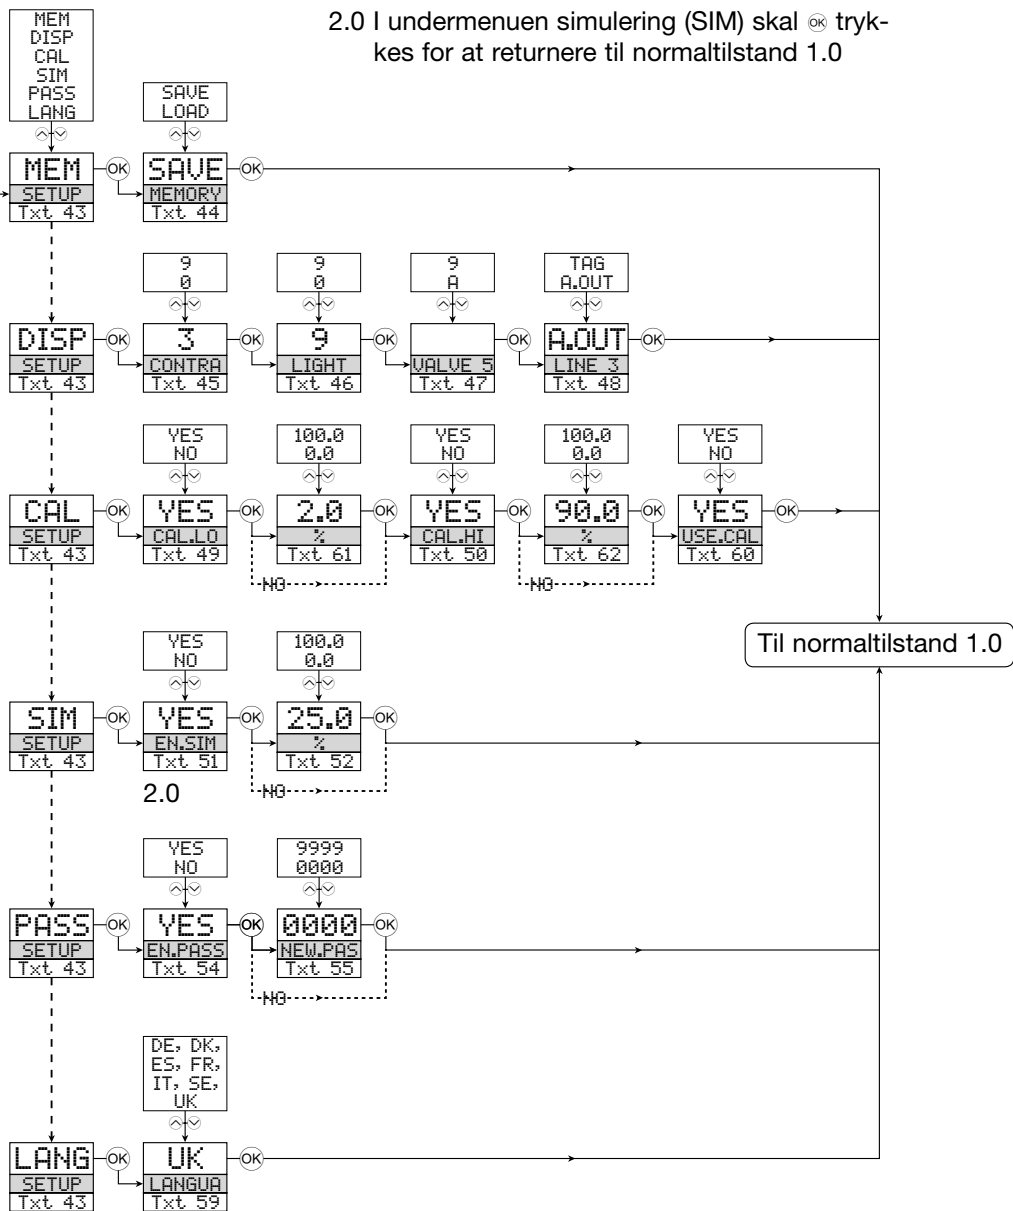 2.0 I undermenuen simulering (SIM) skal OK tryk-
kes for at returnere til normaltilstand 1.0
MEM
DISP
CAL
SIM
PASS
LANG
SAVE
LOAD
MEM
OK
SAVE
OK
SETUP
MEMORY
Txt 43
Txt 44
9
0
9
0
9
A
TAG
A.OUT
DISP
OK
3
OK
9
OK
OK
A.OUT
OK
SETUP
CONTRA
LIGHT
VALVE 5
LINE 3
Txt 43
Txt 45
Txt 46
Txt 47
Txt 48
YES
NO
100.0
0.0
YES
NO
100.0
0.0
YES
NO
CAL
OK
YES
OK
2.0
OK
YES
OK
90.0
OK
YES
OK
SETUP
CAL.LO
%
CAL.HI
%
USE.CAL
Txt 43
Txt 49
Txt 61
Txt 50
Txt 62
Txt 60
NO
NO
Til normaltilstand 1.0
YES
NO
100.0
0.0
SIM
OK
YES
OK
25.0
OK
SETUP
EN.SIM
%
Txt 43
Txt 51
Txt 52
2.0
NO
YES
NO
9999
0000
PASS
OK
YES
OK
0000
OK
SETUP
EN.PASS
NEW.PAS
Txt 43
Txt 54
Txt 55
NO
DE, DK,
ES, FR,
IT, SE,
UK
LANG
OK
UK
OK
SETUP
LANGUA
Txt 43
Txt 59